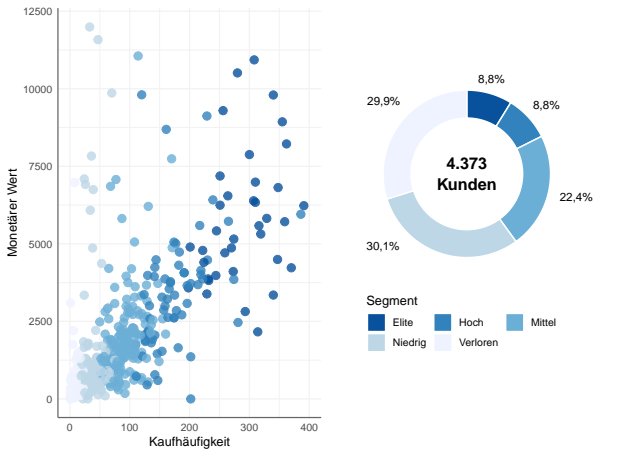 12500
10000
7500
5000
2500
0
Monetärer Wert
0
100
200
300
400
Kaufhäufigkeit
8,8%
8,8%
22,4%
30,1%
29,9%
4.373
Kunden
Segment
Elite
Hoch
Mittel
Niedrig
Verloren